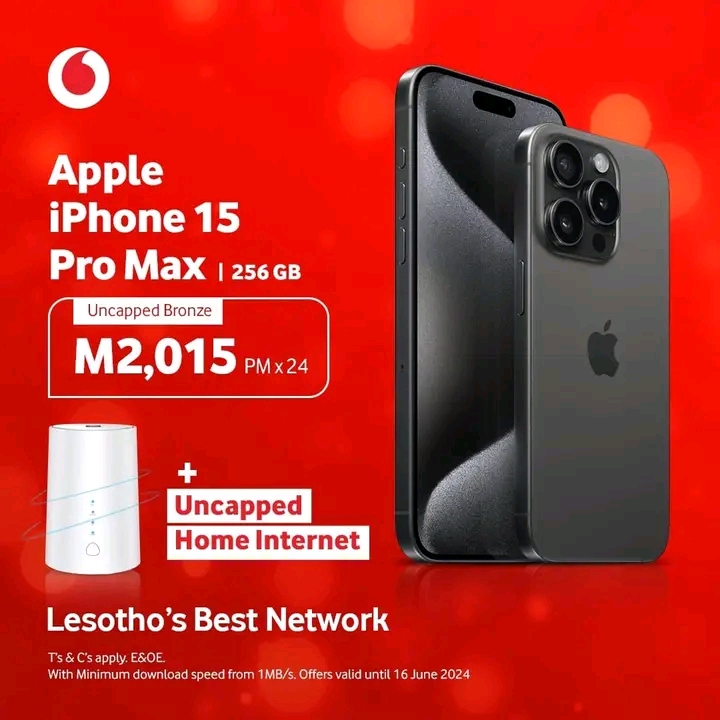 Apple
iPhone 15
Pro Max | 256 GB
Uncapped Bronze
M2,015 PM x 24
+
Uncapped
Home Internet
Lesotho's Best Network
T's & C's apply. E&OE.
With Minimum download speed from 1MB/s. Offers valid until 16 June 2024